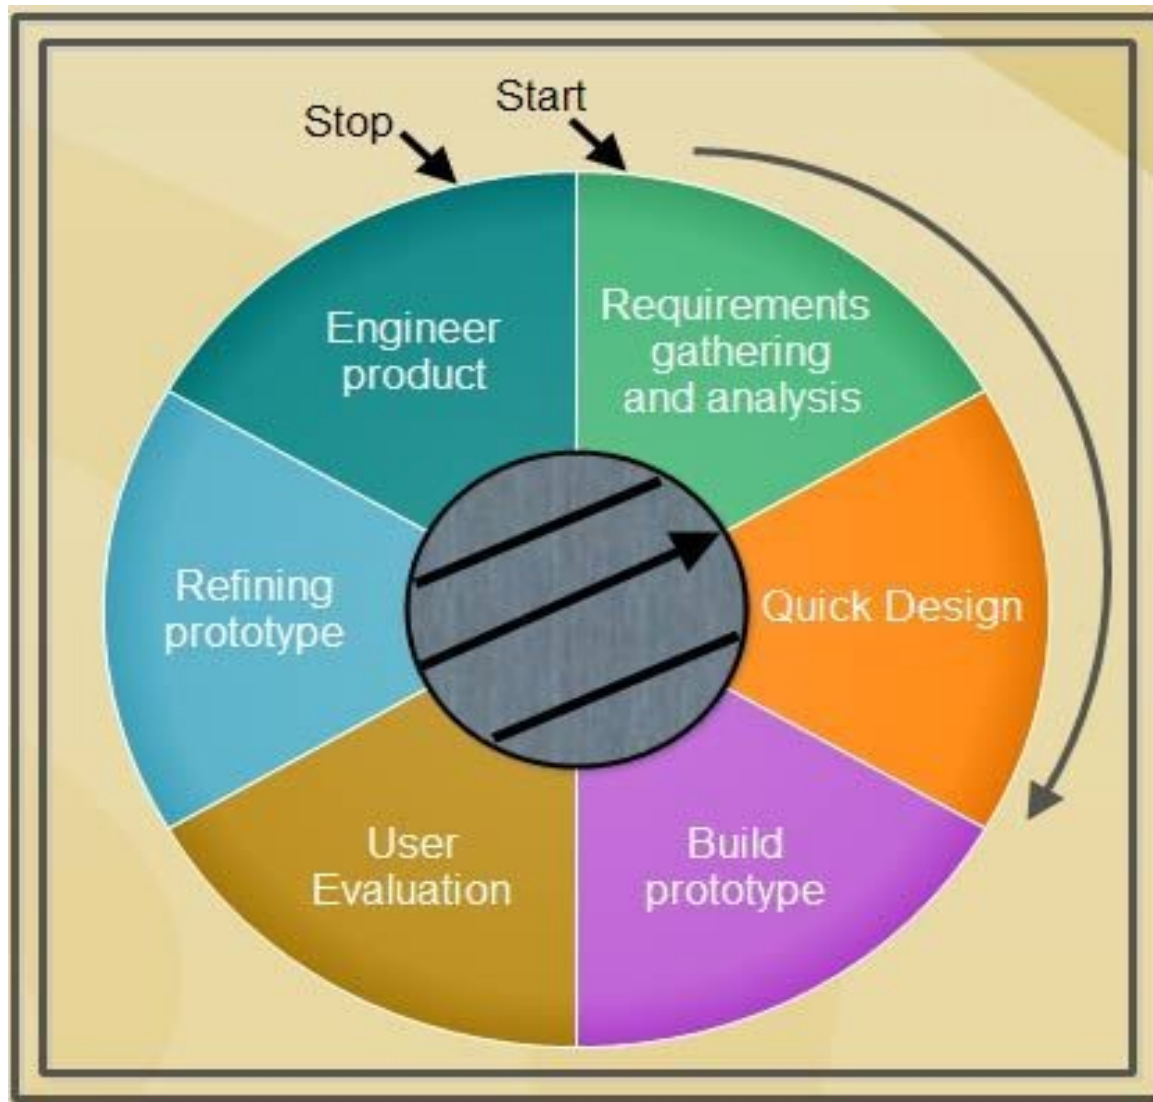 Stop
Start
Requirements
gathering
and analysis
Quick Design
Build
prototype
User
Evaluation
Refining
prototype
Engineer
product